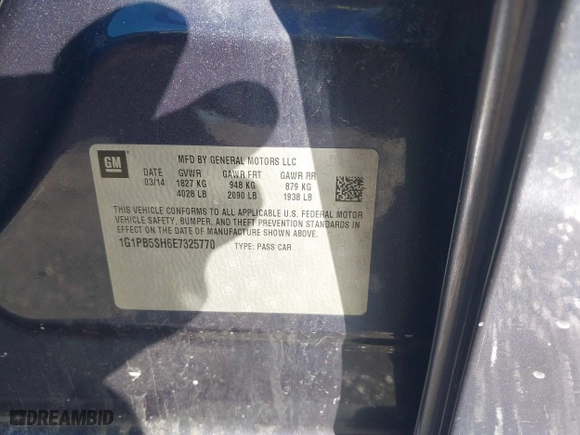 GM
MFD BY GENERAL MOTORS LLC
DATE GVWR GAWR FRT GAWR RR
03/14 1827 KG 948 KG 879 KG
4028 LB 2090 LB 1938 LB
THIS VEHICLE CONFORMS TO ALL APPLICABLE U.S. FEDERAL MOTOR
VEHICLE SAFETY, BUMPER, AND THEFT PREVENTION STANDARDS IN
EFFECT ON THE DATE OF MANUFACTURE SHOWN ABOVE.
1G1PB5SH6E7325770 TYPE: PASS CAR
DREAMBID